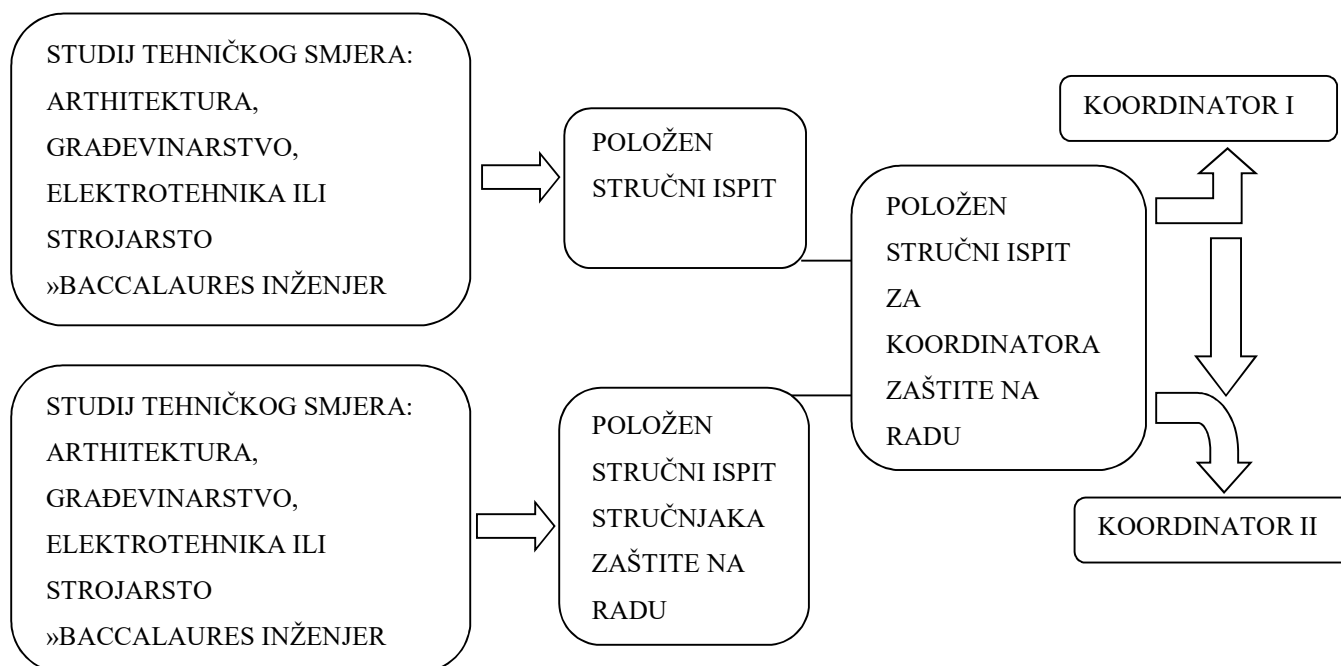 STUDIJ TEHNIČKOG SMJERA:
ARTHITEKTURA,
GRAĐEVINARSTVO,
ELEKTROTEHNIKA ILI
STROJARSTO
»BACCALAURES INŽENJER
POLOŽEN
STRUČNI ISPIT
STUDIJ TEHNIČKOG SMJERA:
ARTHITEKTURA,
GRAĐEVINARSTVO,
ELEKTROTEHNIKA ILI
STROJARSTO
»BACCALAURES INŽENJER
POLOŽEN
STRUČNI ISPIT
STRUČNJAKA
ZAŠTITE NA
RADU
POLOŽEN
STRUČNI ISPIT
ZA
KOORDINATORA
ZAŠTITE NA
RADU
KOORDINATOR I
KOORDINATOR II